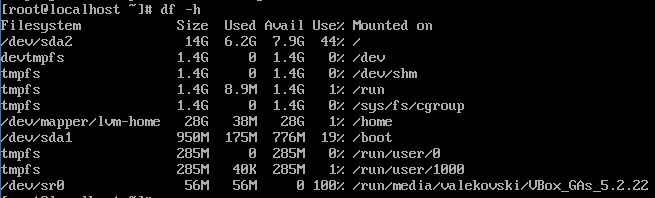 [root@localhost ~]# df -h
Filesystem Size Used Avail Use% Mounted on
/dev/sda2 14G 6.2G 7.9G 44% /
devtmpfs 1.4G 0 1.4G 0% /dev
tmpfs 1.4G 0 1.4G 0% /dev/shm
tmpfs 1.4G 8.9M 1.4G 1% /run
tmpfs 1.4G 0 1.4G 0% /sys/fs/cgroup
/dev/mapper/lvm-home 28G 38M 28G 1% /home
/dev/sda1 950M 175M 776M 19% /boot
tmpfs 285M 0 285M 0% /run/user/0
tmpfs 285M 40K 285M 1% /run/user/1000
/dev/sr0 56M 56M 0 100% /run/media/valekovski/VBox_GAs_5.2.22
[root@localhost ~]#